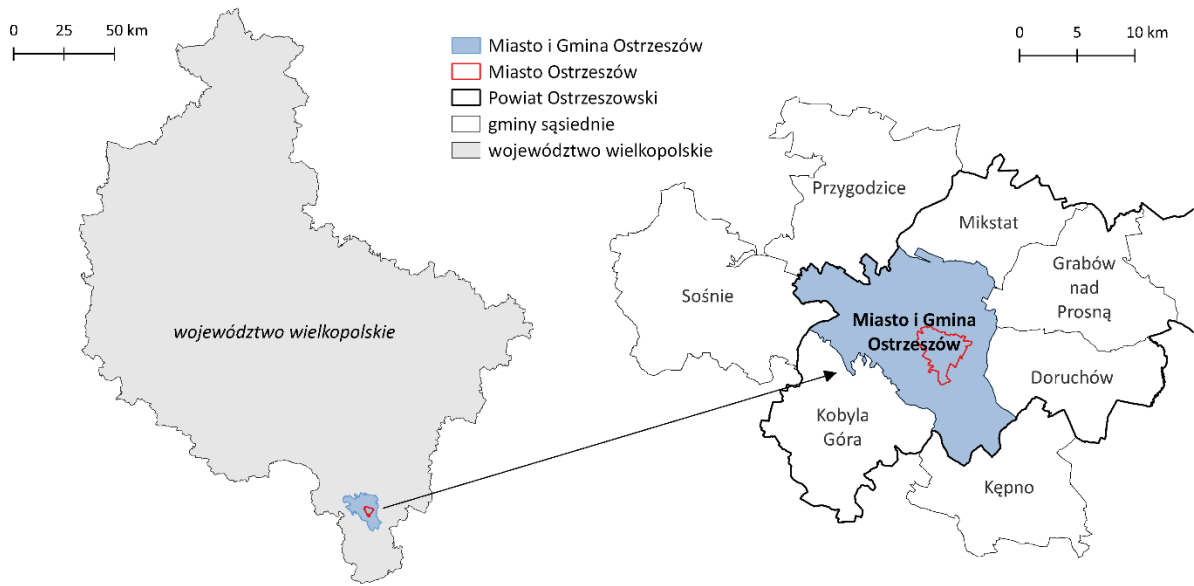 0 25 50 km
Miasto i Gmina Ostrzeszów
Miasto Ostrzeszów
Powiat Ostrzeszowski
gminy sąsiednie
województwo wielkopolskie
0 5 10 km
Przygodzice
Mikstat
Grabów
nad
Prosną
Sośnie
województwo wielkopolskie
Miasto i Gmina
Ostrzeszów
Doruchów
Kobyla
Góra
Kępno